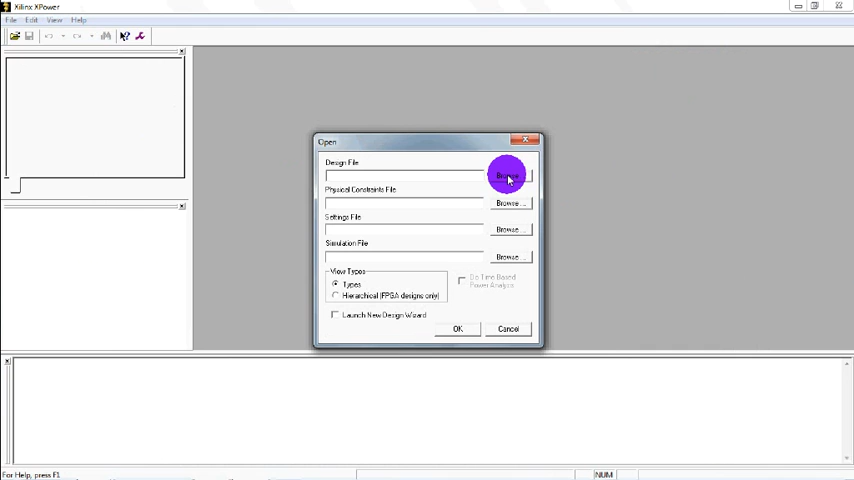 Xilinx XPower
File Edit View Help
Open
Design File
Browse...
Physical Constraints File
Browse...
Settings File
Browse...
Simulation File
Browse...
View Types
Types
Hierarchical (FPGA designs only)
Do Time Based
Power Analysis
Launch New Design Wizard
OK Cancel
For Help, press F1
NUM